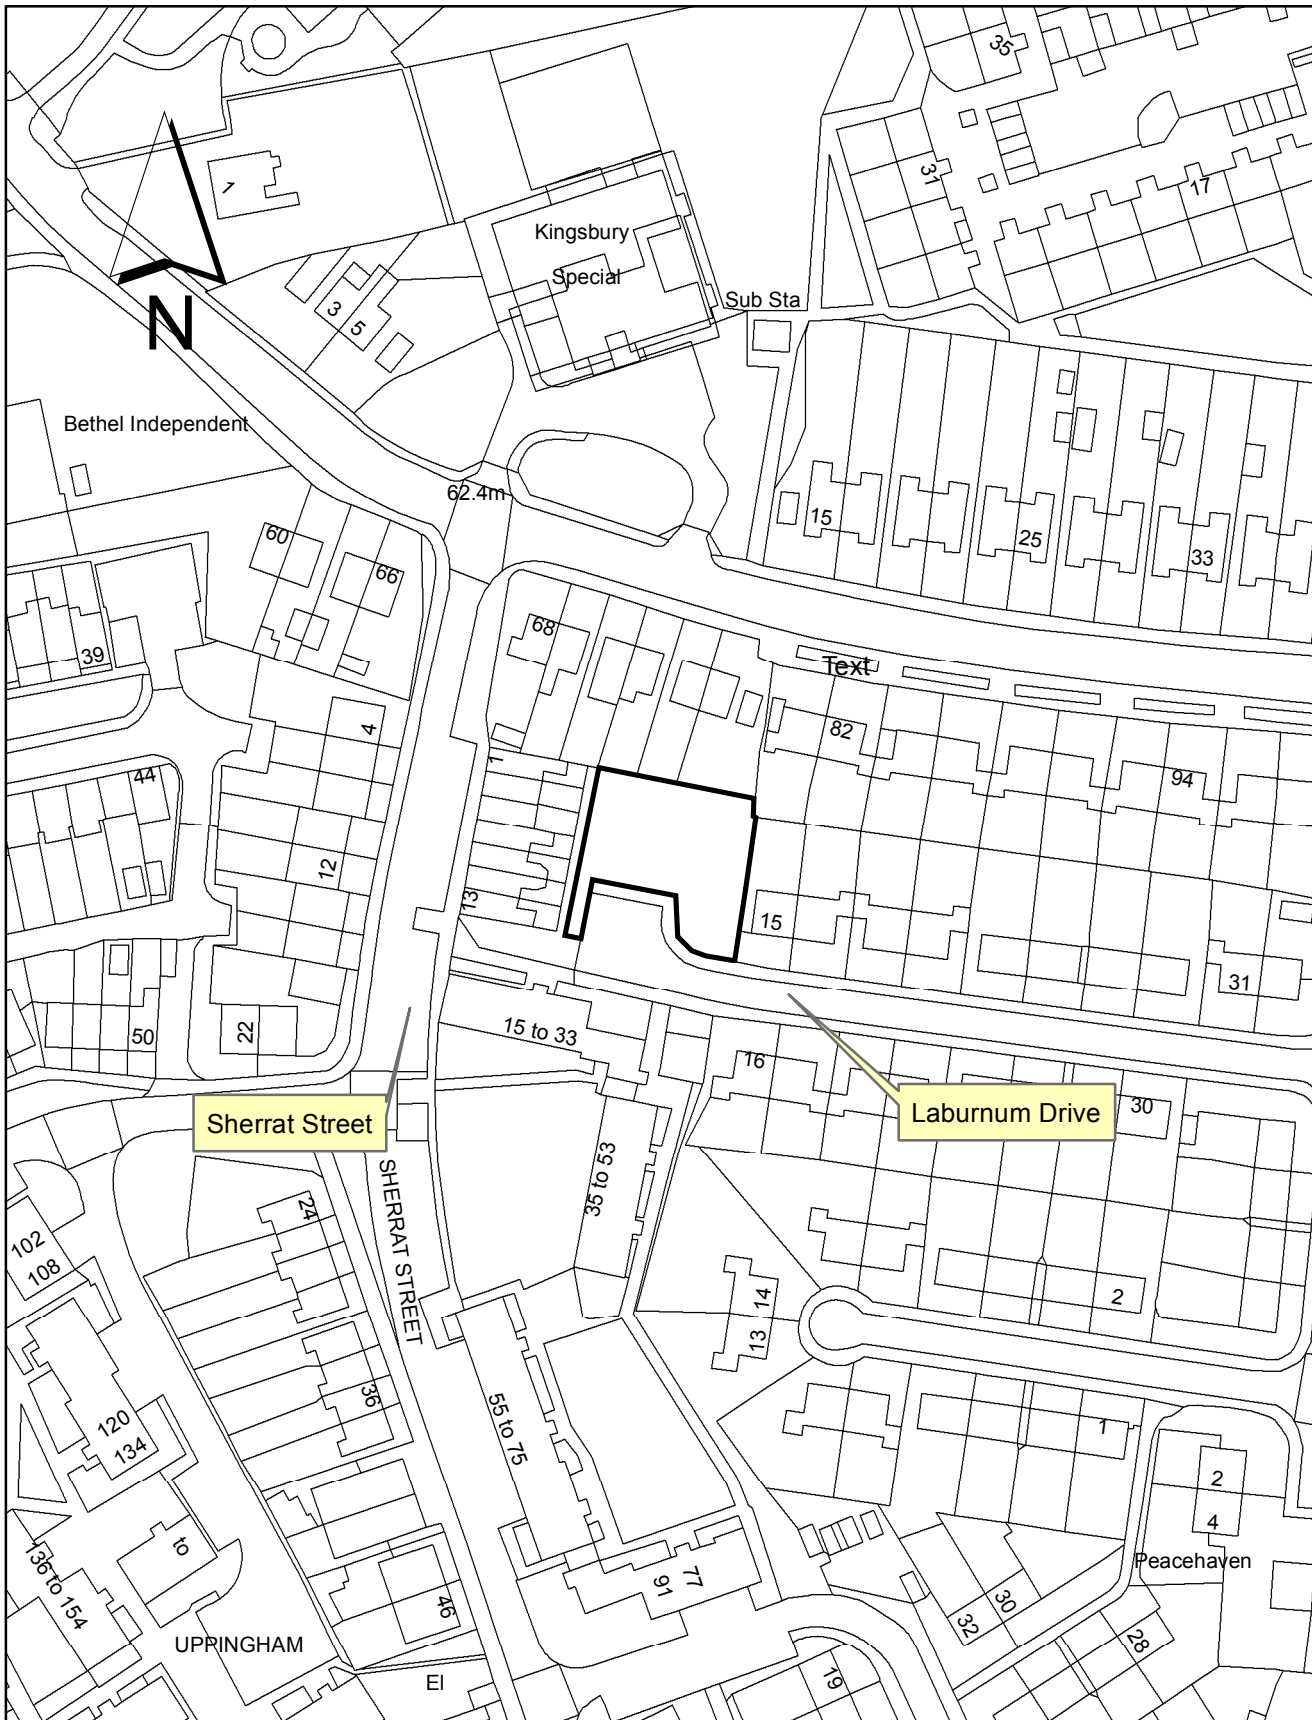 35
31
17
1
Kingsbury
Special
Sub Sta
3
5
N
Bethel Independent
62.4m
60
66
15
25
33
39
68
Text
82
94
4
44
1
12
13
15
31
50
22
15 to 33
16
30
Sherrat Street
Laburnum Drive
SHERRAT STREET
35 to 53
24
102
108
14
13
2
36
120
134
55 to 75
1
2
4
to
136 to 154
Peacehaven
77
91
46
30
32
28
UPPINGHAM
El
19